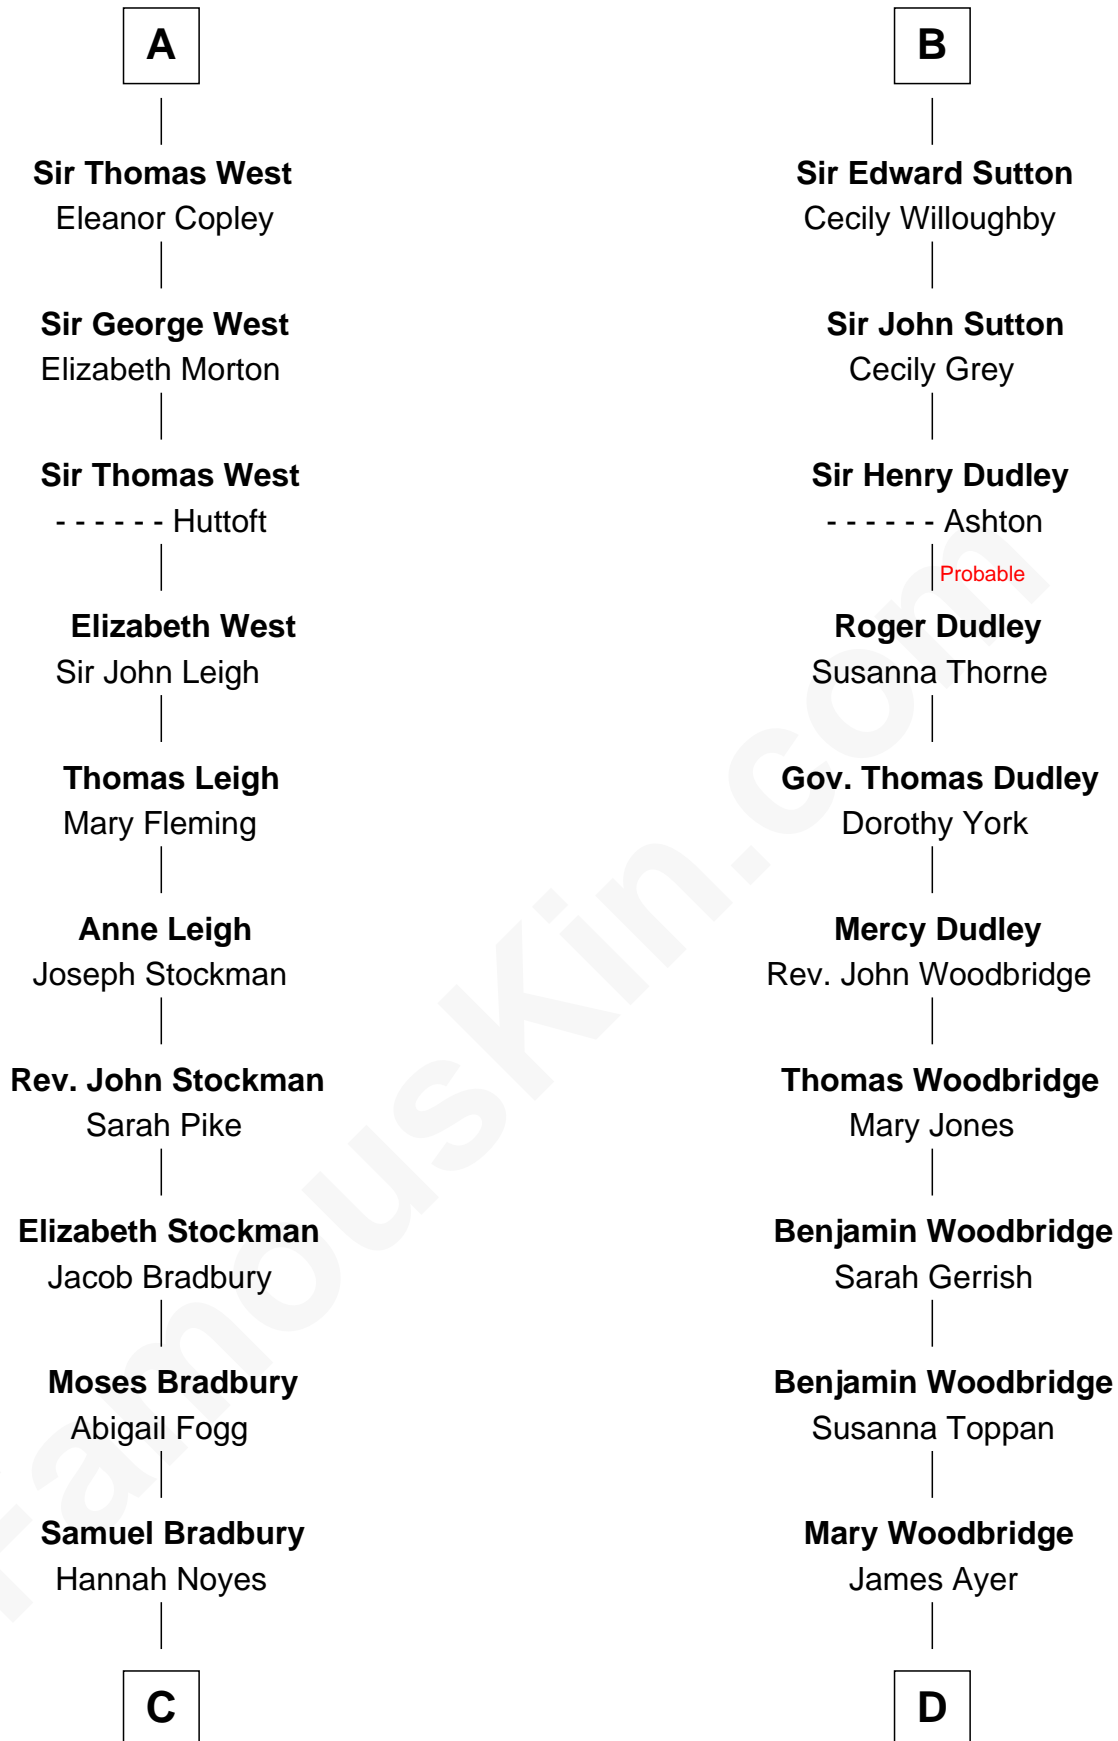 A
Sir Thomas West
Eleanor Copley
Sir George West
Elizabeth Morton
Sir Thomas West
- - - - - - Huttoft
Elizabeth West
Sir John Leigh
Thomas Leigh
Mary Fleming
Anne Leigh
Joseph Stockman
Rev. John Stockman
Sarah Pike
Elizabeth Stockman
Jacob Bradbury
Moses Bradbury
Abigail Fogg
Samuel Bradbury
Hannah Noyes
C
B
Sir Edward Sutton
Cecily Willoughby
Sir John Sutton
Cecily Grey
Sir Henry Dudley
- - - - - - Ashton
Probable
Roger Dudley
Susanna Thorne
Gov. Thomas Dudley
Dorothy York
Mercy Dudley
Rev. John Woodbridge
Thomas Woodbridge
Mary Jones
Benjamin Woodbridge
Sarah Gerrish
Benjamin Woodbridge
Susanna Toppan
Mary Woodbridge
James Ayer
D
FamousKin.com